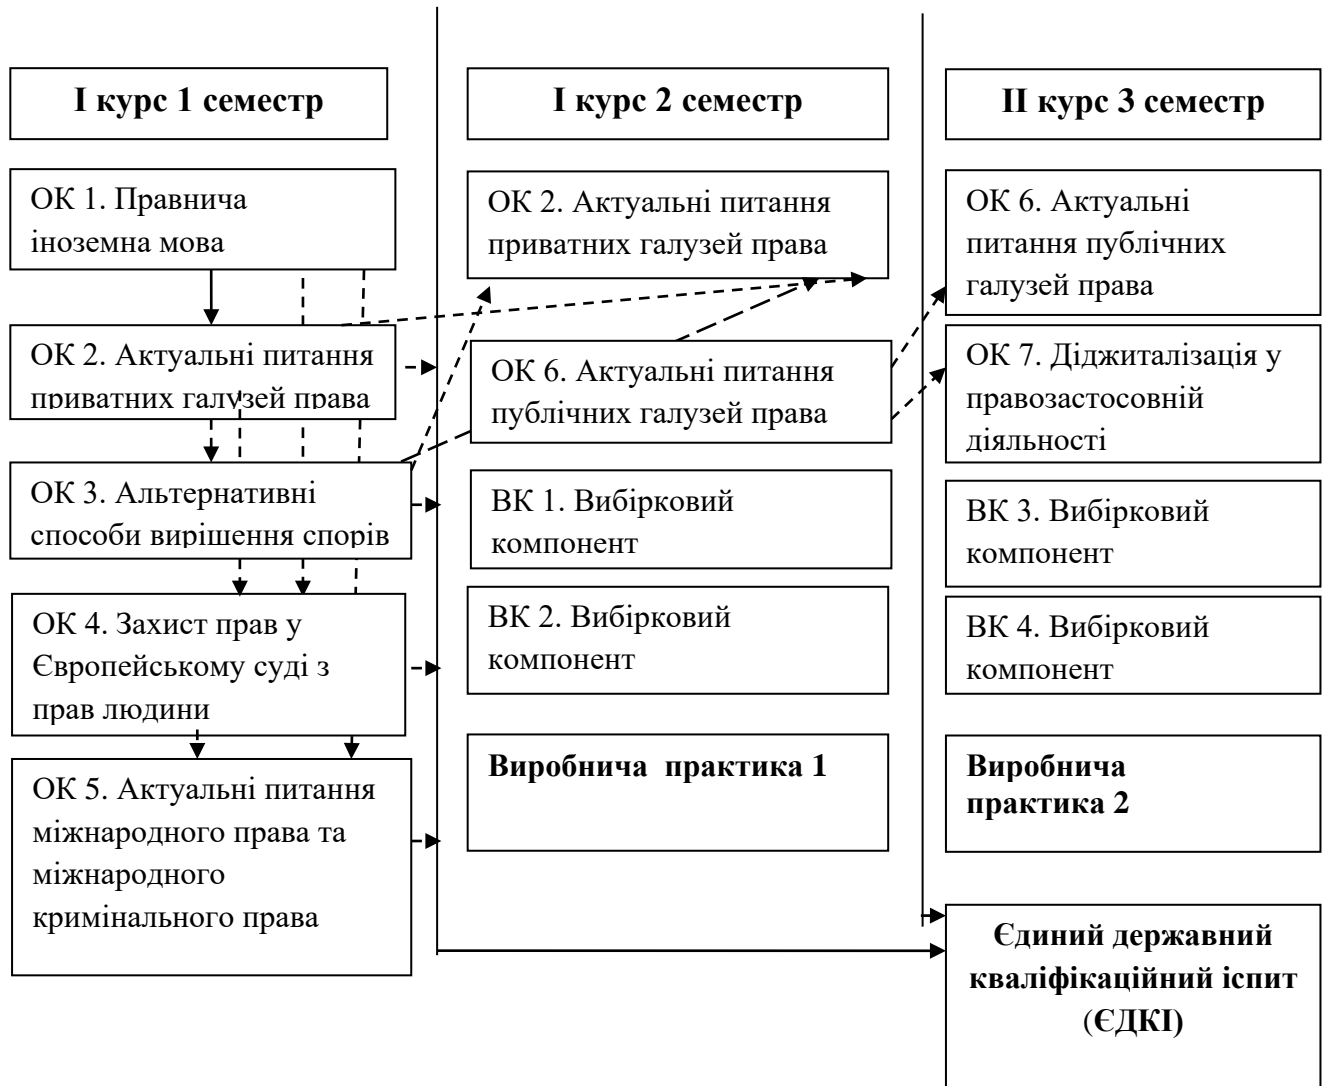 I курс 1 семестр
ОК 1. Правнича
іноземна мова
ОК 2. Актуальні питання
приватних галузей права
ОК 3. Альтернативні
способи вирішення спорів
ОК 4. Захист прав у
Європейському суді з
прав людини
ОК 5. Актуальні питання
міжнародного права та
міжнародного
кримінального права
I курс 2 семестр
ОК 2. Актуальні питання
приватних галузей права
ОК 6. Актуальні питання
публічних галузей права
ВК 1. Вибірковий
компонент
ВК 2. Вибірковий
компонент
Виробнича практика 1
II курс 3 семестр
ОК 6. Актуальні
питання публічних
галузей права
ОК 7. Діджиталізація у
правозастосовній
діяльності
ВК 3. Вибірковий
компонент
ВК 4. Вибірковий
компонент
Виробнича
практика 2
Єдиний державний
кваліфікаційний іспит
(ЄДКІ)